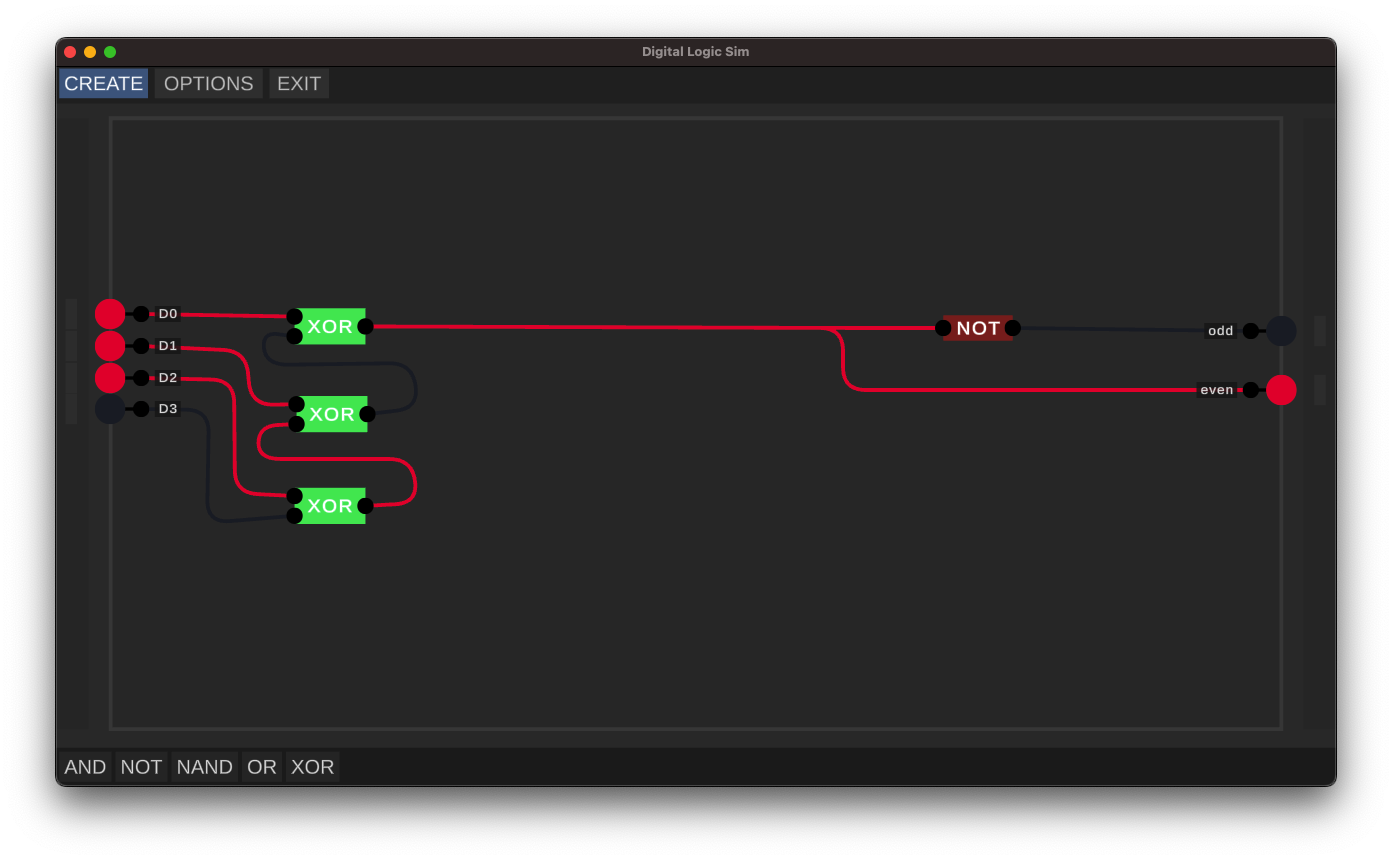 Digital Logic Sim
CREATE OPTIONS EXIT
D0
XOR
NOT
odd
D1
D2
even
D3
XOR
XOR
AND NOT NAND OR XOR